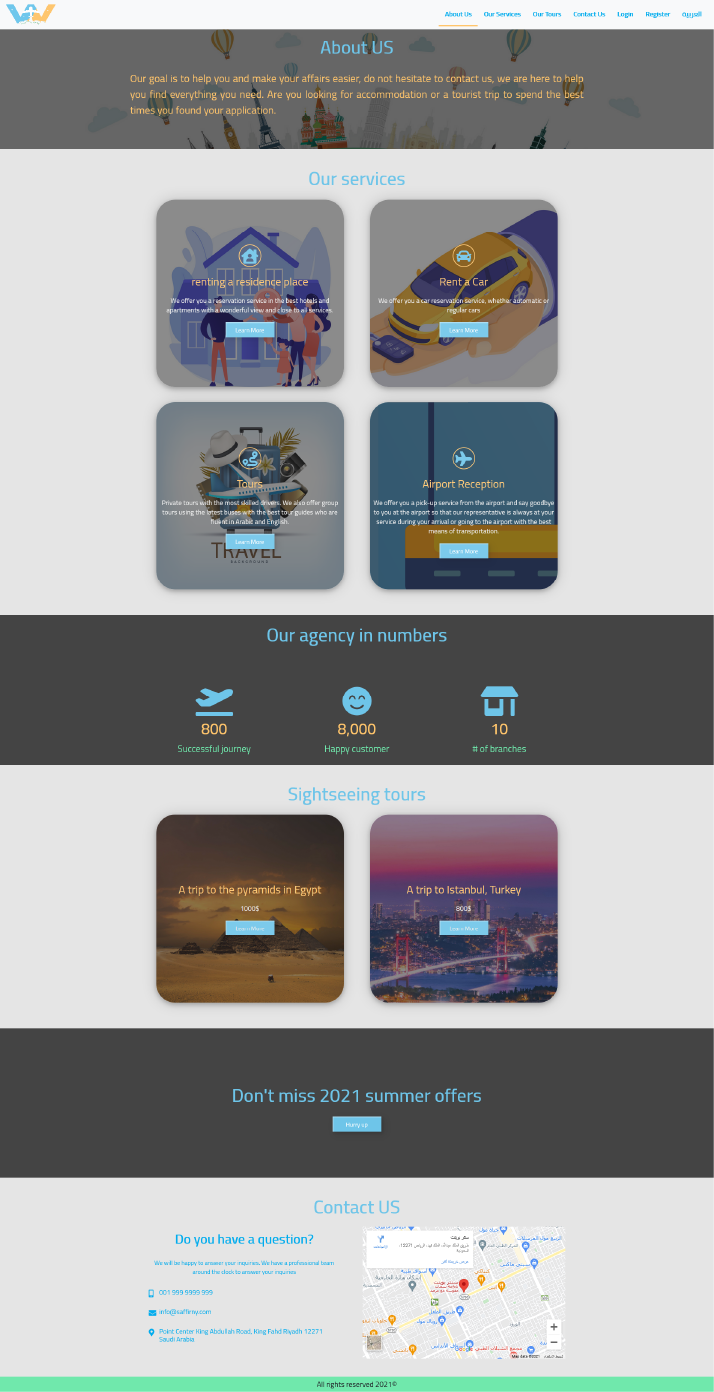 About Us
Our Services
Our Tours
Contact Us
Login
Register
العربية
About US
Our goal is to help you and make your affairs easier, do not hesitate to contact us, we are here to help
you find everything you need. Are you looking for accommodation or a tourist trip to spend the best
times you found your application.
Our services
renting a residence place
We offer you a reservation service in the best hotels and
apartments with a wonderful view and close to all services
Learn More
Rent a Car
We offer you a car reservation service, whether automatic or
regular cars
Learn More
Tours
Private tours with the most skilled drivers. We also offer group
tours using the latest buses with the best tour guides who are
fluent in Arabic and English.
Learn More
TRAVEL
BACKGROUND
Airport Reception
We offer you a pick-up service from the airport and say goodbye
to you at the airport so that our representative is always at your
service during your arrival or going to the airport with the best
means of transportation.
Learn More
Our agency in numbers
800
Successful journey
8,000
Happy customer
10
# of branches
Sightseeing tours
A trip to the pyramids in Egypt
1000$
Learn More
A trip to Istanbul, Turkey
800$
Learn More
Don't miss 2021 summer offers
Hurry up
Contact US
Do you have a question?
We will be happy to answer your inquiries. We have a professional team
around the clock to answer your inquiries
001 999 9999 999
info@saffirny.com
Point Center King Abdullah Road, King Fahd Riyadh 12271
Saudi Arabia
Google
All rights reserved 2021©